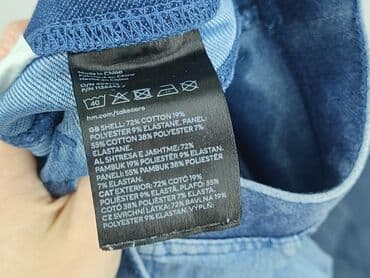 Made in China
40
hm.com/takecare
GB SHELL: 72% COTTON 19%
POLYESTER 9% ELASTANE. PANEL:
55% COTTON 38% POLYESTER 7%
ELASTANE.
AL SHTRESA E JASHTME: 72%
PAMBUK 19% POLIESTËR 9% ELASTAN.
PANELI: 55% PAMBUK 38% POLIESTËR
7% ELASTAN.
CAT EXTERIOR: 72% COTÓ 19%
POLIÈSTER 9% ELASTÀ. PLAFÓ: 55%
COTÓ 38% POLIÈSTER 7% ELASTÀ.
CZ SVRCHNÍ LÁTKA: 72% BAVLNA 19%
POLYESTER 9% ELASTAN. VÝPLŇ: